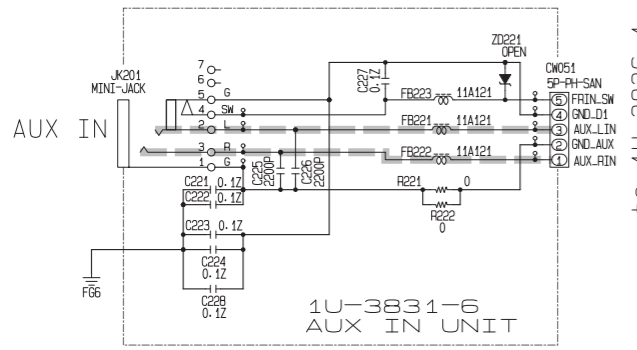 ZD221
OPEN
JK201
MINI-JACK
CW051
5P-PH-SAN
7
6
5 G
4 SW
2 L
3 R
1 G
C227
0.1Z
FB223 11A121
FB221 11A121
FB222 11A121
5 FRIN_SW
4 GND_D1
3 AUX_LIN
2 GND_AUX
1 AUX_RIN
AUX IN
C225
2200P
C226
2200P
C221 0.1Z
C222 0.1Z
C223 0.1Z
C224
0.1Z
C228
0.1Z
R221 0
R222
0
FG6
1U-3831-6
AUX IN UNIT